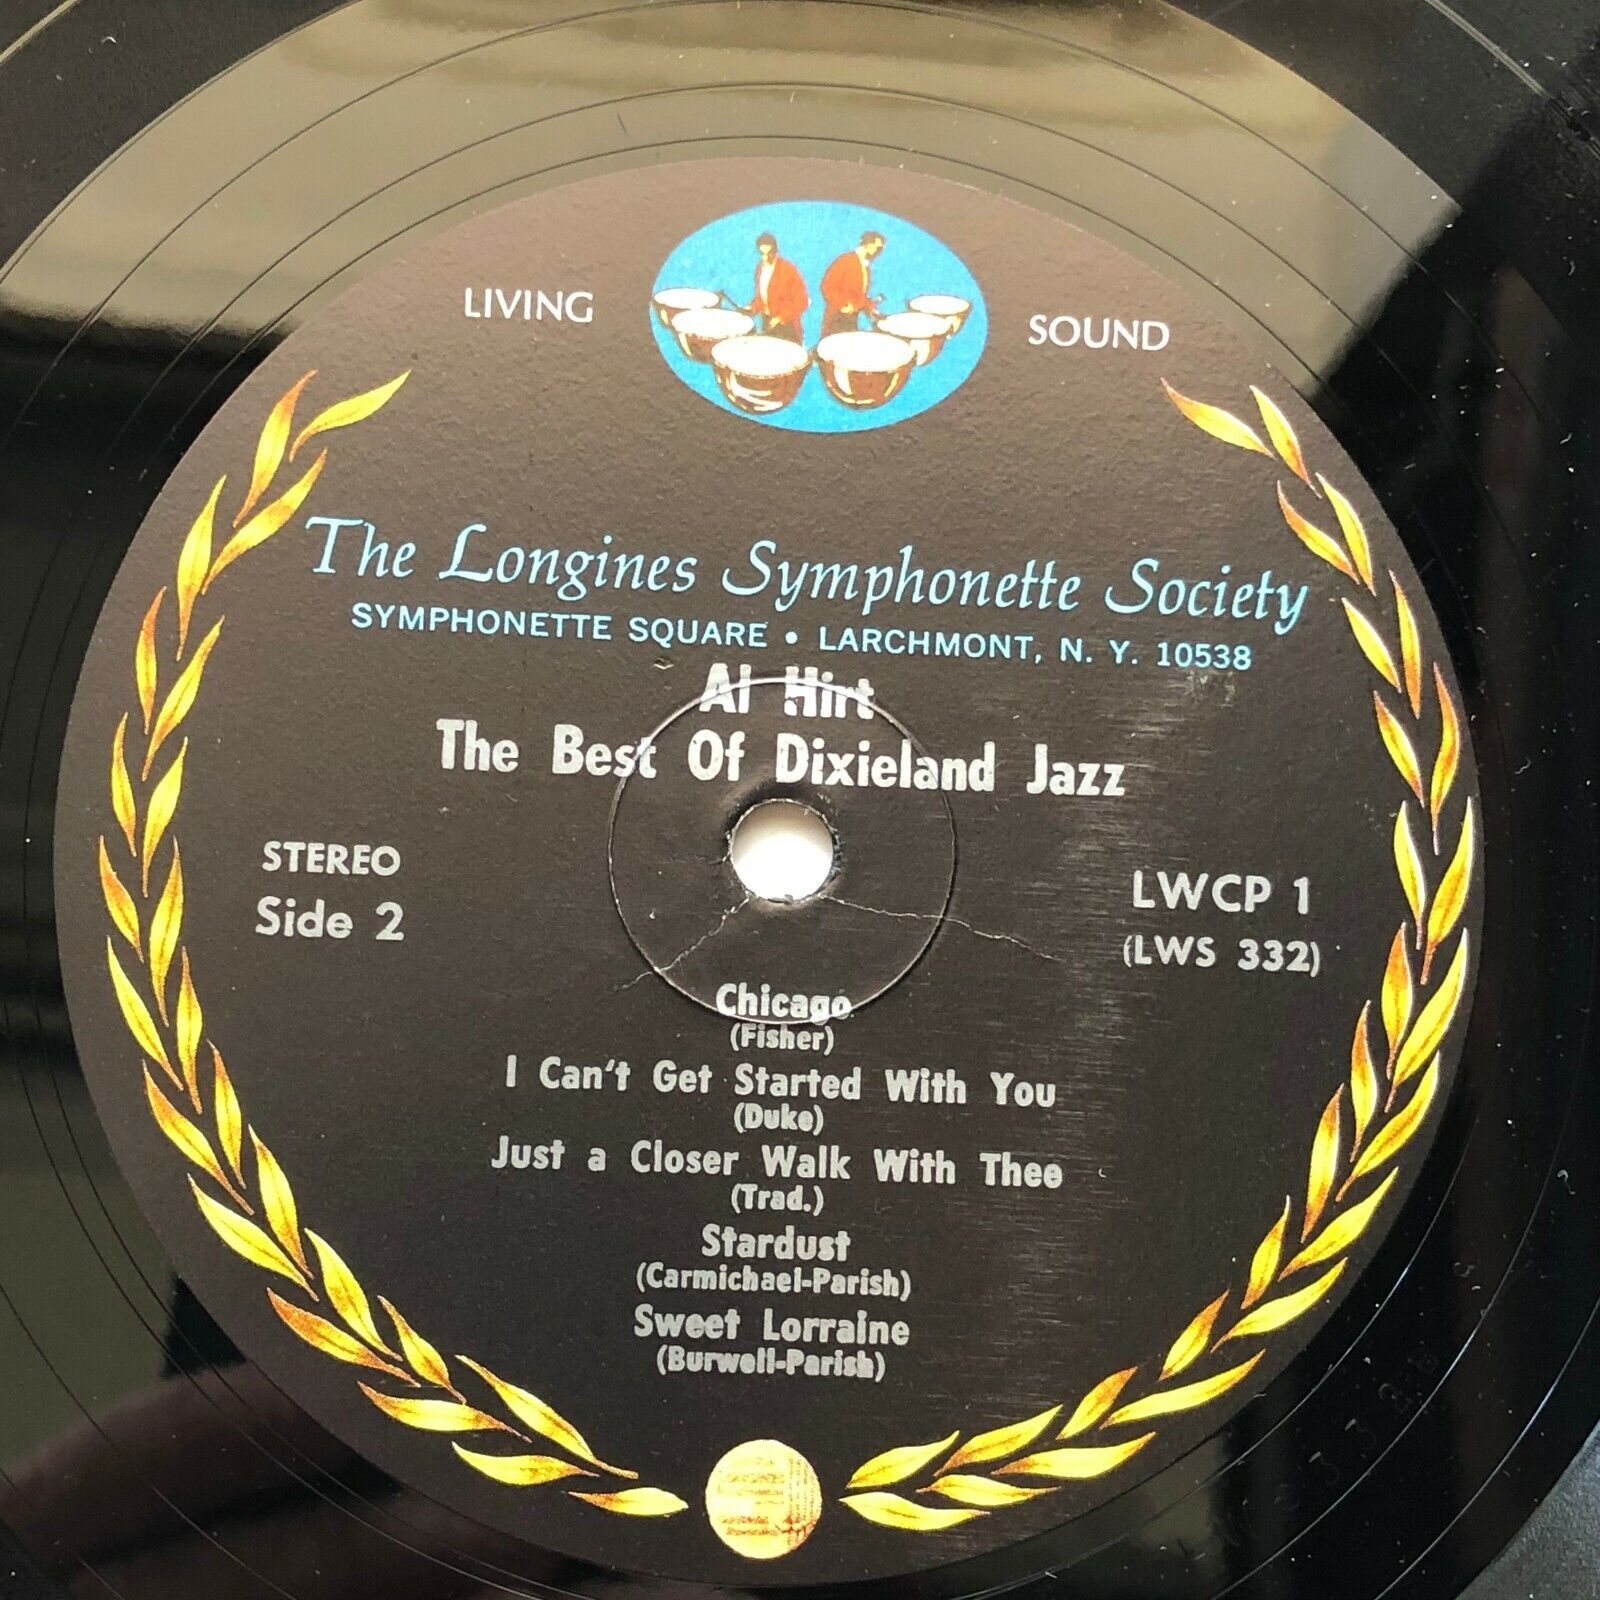 LIVING SOUND
The Longines Symphonette Society
SYMPHONETTE SQUARE • LARCHMONT, N. Y. 10538
Al Hirt
The Best Of Dixieland Jazz
STEREO
Side 2
LWCP 1
(LWS 332)
Chicago
(Fisher)
I Can't Get Started With You
(Duke)
Just a Closer Walk With Thee
(Trad.)
Stardust
(Carmichael-Parish)
Sweet Lorraine
(Burwell-Parish)